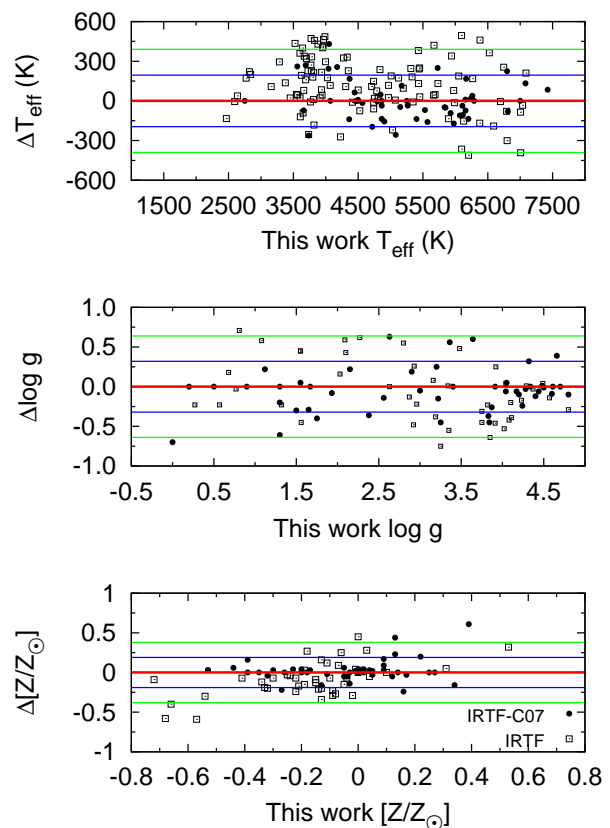 600
300
0
-300
-600
ΔT_eff (K)
1500 2500 3500 4500 5500 6500 7500
This work T_eff (K)
1.0
0.5
0.0
-0.5
-1.0
Δlog g
-0.5 0.5 1.5 2.5 3.5 4.5
This work log g
1
0.5
0
-0.5
-1
Δ[Z/Z_⊙]
IRTF-C07
IRTF
-0.8 -0.6 -0.4 -0.2 0 0.2 0.4 0.6 0.8
This work [Z/Z_⊙]